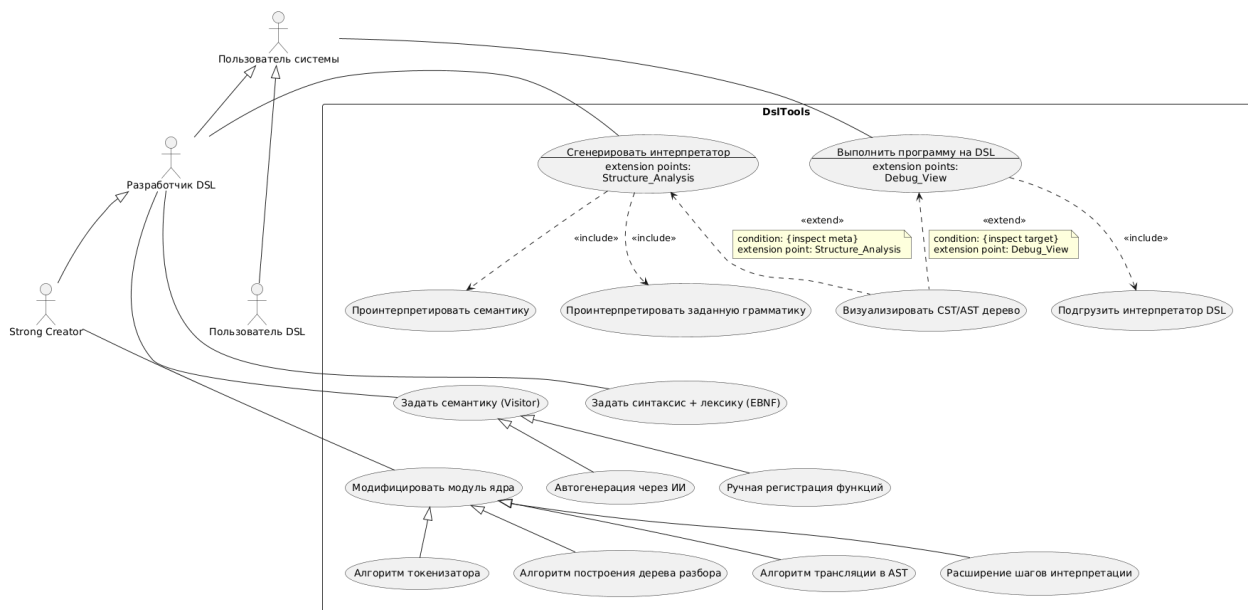 Пользователь системы
DslTools
Сгенерировать интерпретатор
extension points:
Structure_Analysis
Выполнить программу на DSL
extension points:
Debug_View
Разработчик DSL
«include»
«include»
«extend»
condition: {inspect meta}
extension point: Structure_Analysis
«extend»
condition: {inspect target}
extension point: Debug_View
«include»
Strong Creator
Пользователь DSL
Проинтерпретировать семантику
Проинтерпретировать заданную грамматику
Визуализировать CST/AST дерево
Подгрузить интерпретатор DSL
Задать семантику (Visitor)
Задать синтаксис + лексику (EBNF)
Модифицировать модуль ядра
Автогенерация через ИИ
Ручная регистрация функций
Алгоритм токенизатора
Алгоритм построения дерева разбора
Алгоритм трансляции в AST
Расширение шагов интерпретации